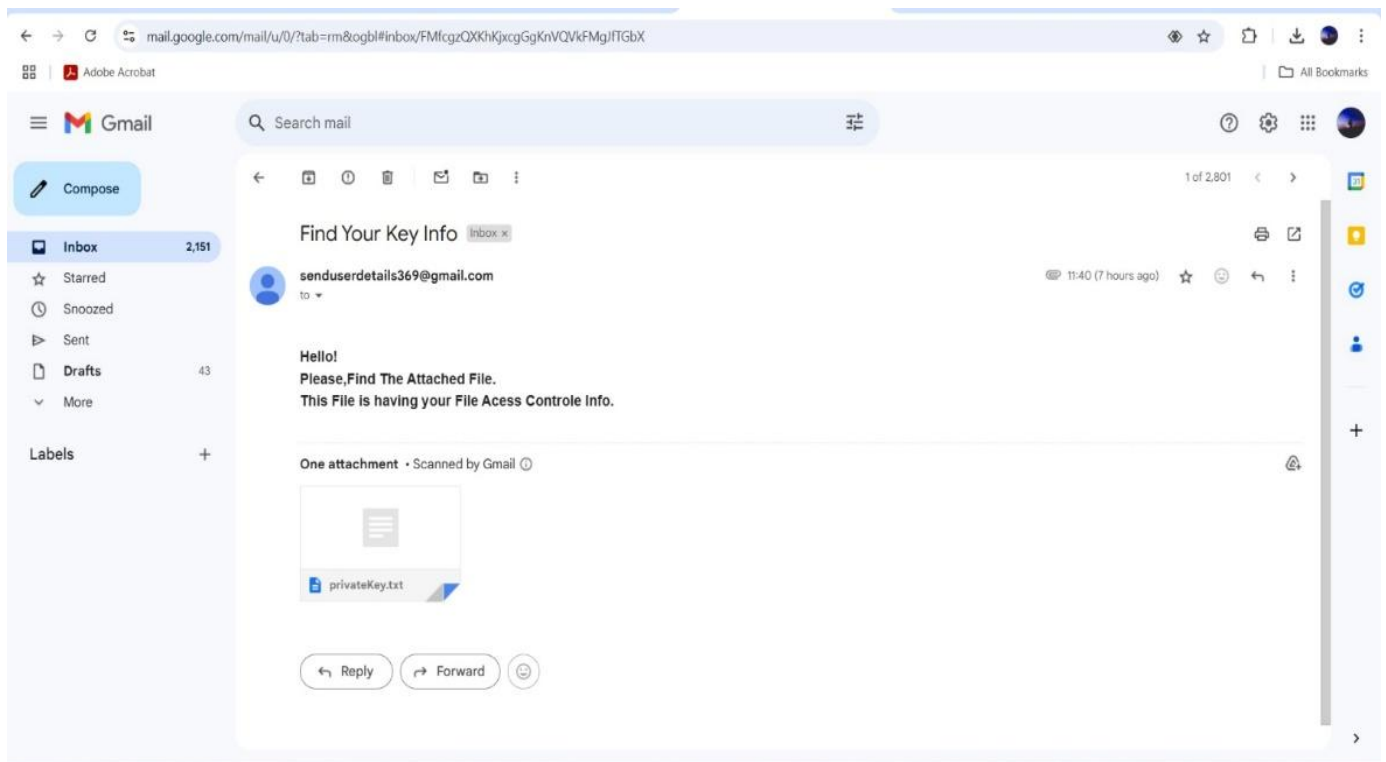 mail.google.com/mail/u/0/?tab=rm&ogbl#inbox/FMfcgzQXKhKjxcgGgKnVQVkFMgJfTGbX
Adobe Acrobat
All Bookmarks
Gmail
Search mail
Compose
1 of 2,801
Find Your Key Info Inbox x
Inbox 2,151
senduserdetails369@gmail.com
11:40 (7 hours ago)
to
Starred
Snoozed
Sent
Drafts 43
More
Hello!
Please,Find The Attached File.
This File is having your File Acess Controle Info.
Labels
One attachment • Scanned by Gmail
privateKey.txt
Reply
Forward